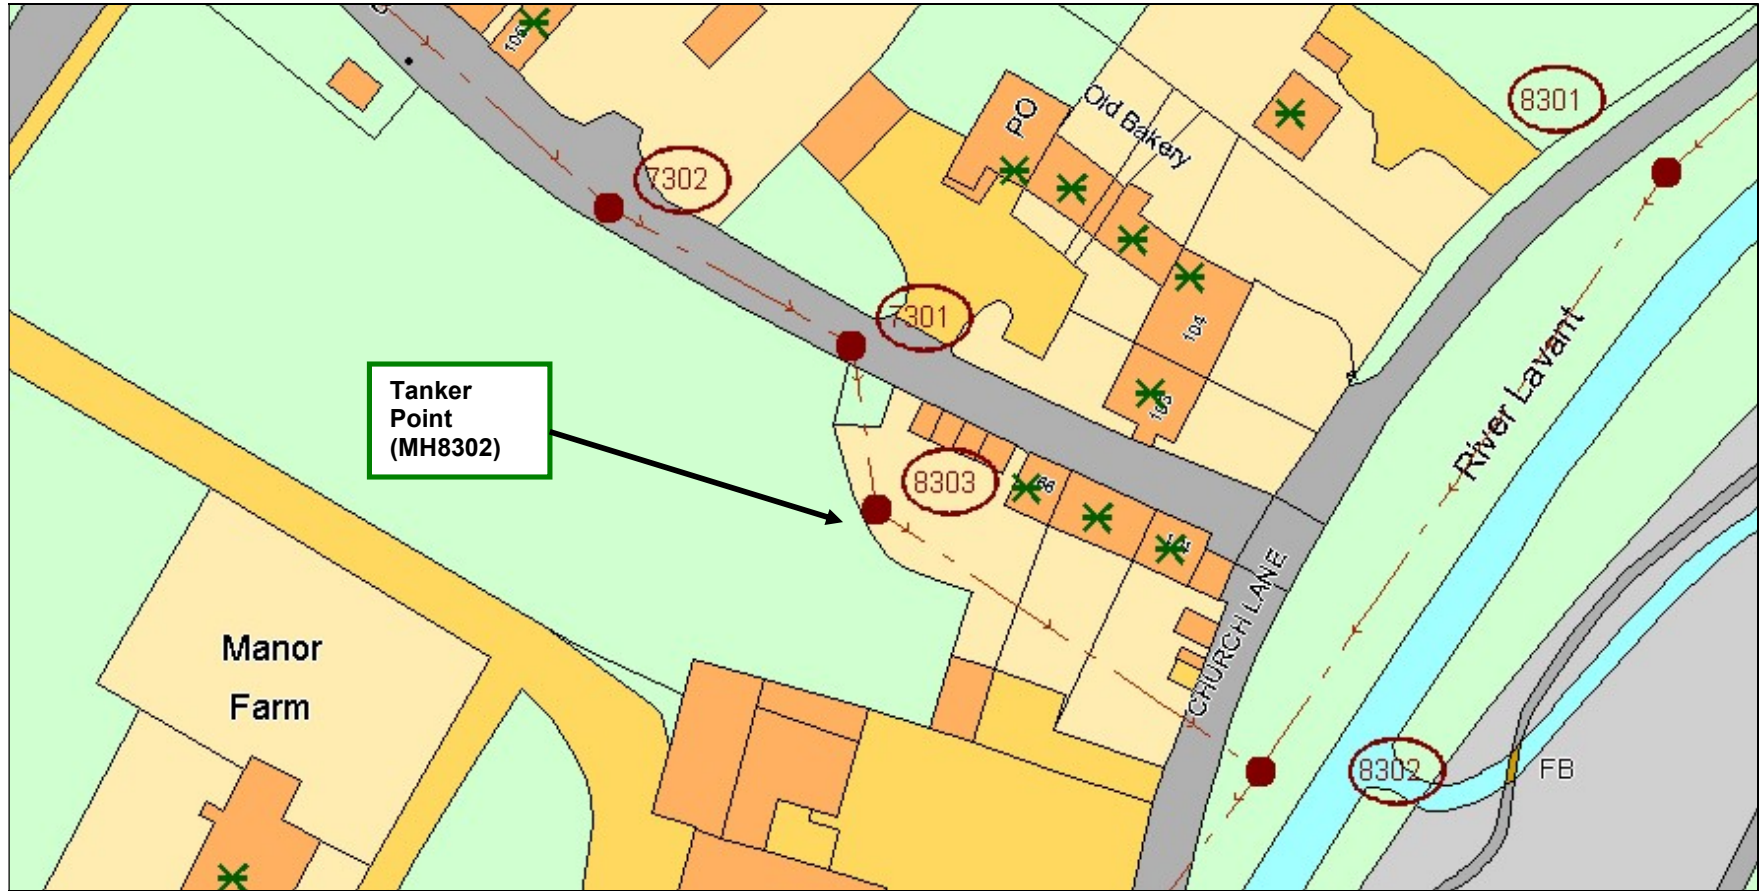 8301
PO
Old Bakery
7302
7301
104
103
River Lavant
Tanker
Point
(MH8302)
8303
CHURCH LANE
Manor
Farm
8302
FB